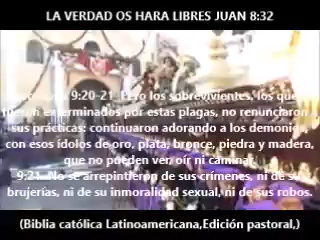 LA VERDAD OS HARA LIBRES JUAN 8:32
9:20-21 Pero los sobrevivientes, los que
exterminados por estas plagas, no renunciaron
sus prácticas: continuaron adorando a los demonios,
con esos ídolos de oro, plata, bronce, piedra y madera,
que no pueden ver, oír ni caminar.
9:21. No se arrepintieron de sus crímenes, ni de sus
brujerías, ni de su inmoralidad sexual, ni de sus robos.
(Biblia católica Latinoamericana,Edición pastoral,)